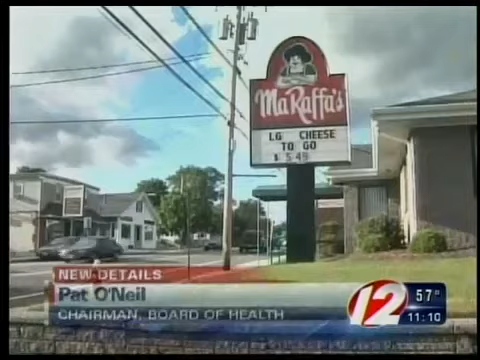 MaRaffa's
LG CHEESE
TO GO
$ 5.49
NEW DETAILS
Pat O'Neil
CHAIRMAN, BOARD OF HEALTH
12
57°
11:10